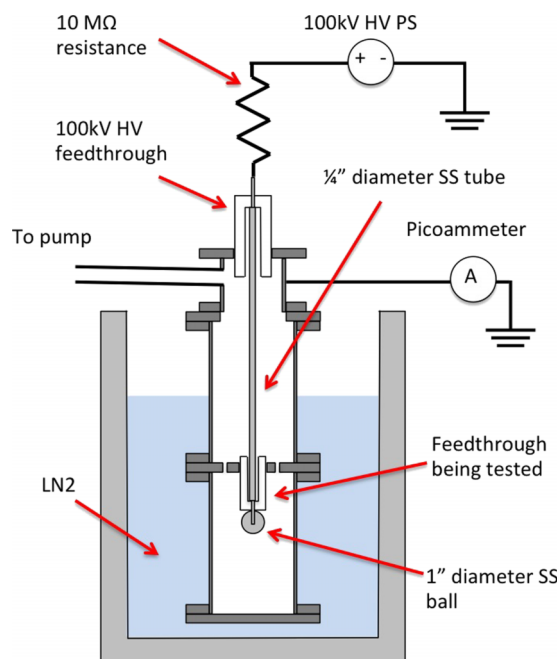 10 MΩ
resistance
100kV HV PS
+ -
100kV HV
feedthrough
¼” diameter SS tube
To pump
Picoammeter
A
Feedthrough
being tested
LN2
1” diameter SS
ball